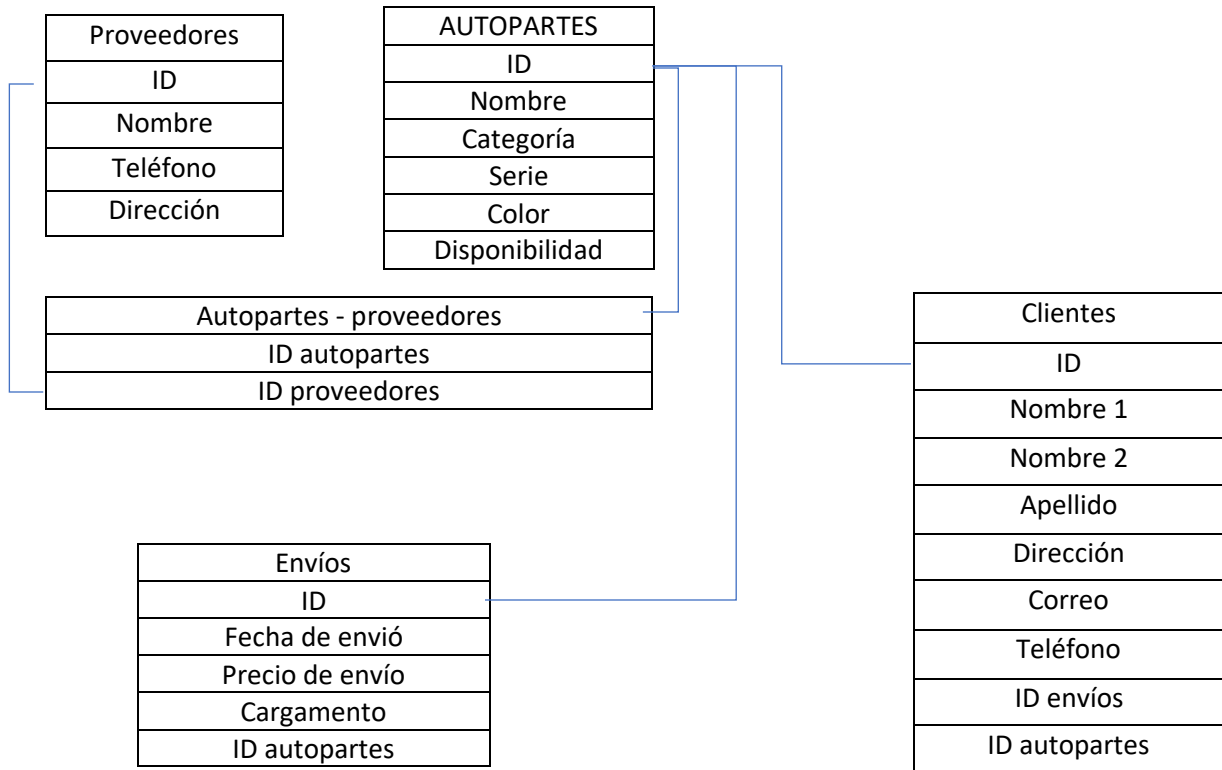 Proveedores
ID
Nombre
Teléfono
Dirección
AUTOPARTES
ID
Nombre
Categoría
Serie
Color
Disponibilidad
Autopartes - proveedores
ID autopartes
ID proveedores
Envíos
ID
Fecha de envió
Precio de envío
Cargamento
ID autopartes
Clientes
ID
Nombre 1
Nombre 2
Apellido
Dirección
Correo
Teléfono
ID envíos
ID autopartes